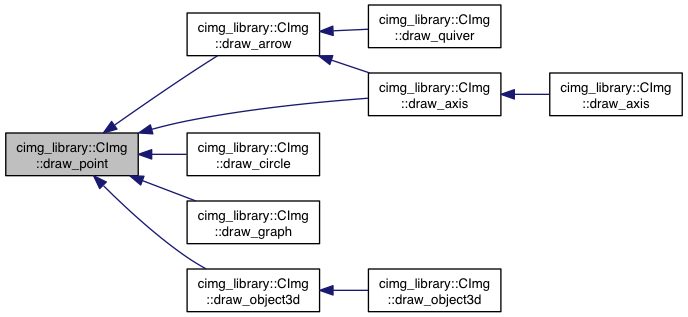 cimg_library::CImg
::draw_arrow
cimg_library::CImg
::draw_quiver
cimg_library::CImg
::draw_axis
cimg_library::CImg
::draw_axis
cimg_library::CImg
::draw_point
cimg_library::CImg
::draw_circle
cimg_library::CImg
::draw_graph
cimg_library::CImg
::draw_object3d
cimg_library::CImg
::draw_object3d